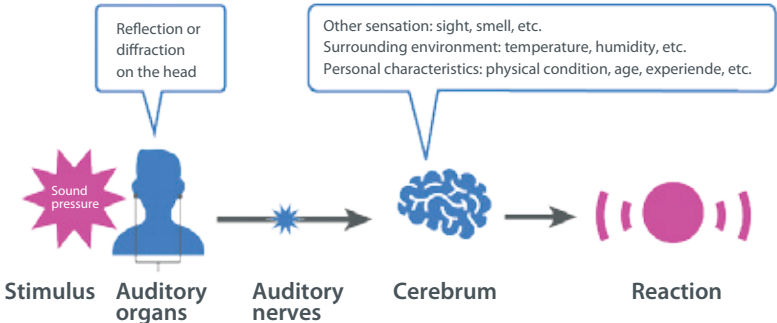 Reflection or
diffraction
on the head
Other sensation: sight, smell, etc.
Surrounding environment: temperature, humidity, etc.
Personal characteristics: physical condition, age, experiende, etc.
Sound
pressure
Stimulus
Auditory
organs
Auditory
nerves
Cerebrum
Reaction